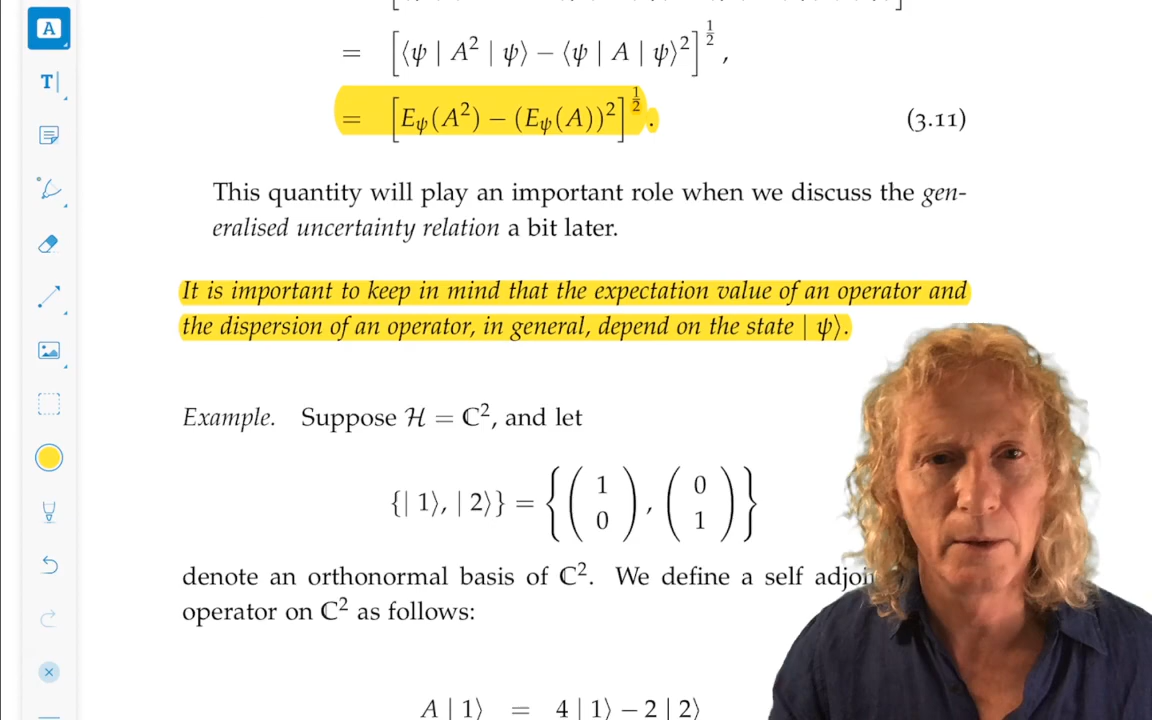 = [⟨ψ | A² | ψ⟩ − ⟨ψ | A | ψ⟩²]^{1/2} ,
= [E_ψ(A²) − (E_ψ(A))²]^{1/2} . (3.11)
This quantity will play an important role when we discuss the gen-
eralised uncertainty relation a bit later.
It is important to keep in mind that the expectation value of an operator and
the dispersion of an operator, in general, depend on the state | ψ⟩.
Example. Suppose ℋ = ℂ², and let
{| 1⟩, | 2⟩} = { ( 1 0 ), ( 0 1 ) }
denote an orthonormal basis of ℂ². We define a self adjoi
operator on ℂ² as follows:
A | 1⟩ = 4 | 1⟩ − 2 | 2⟩
A
T